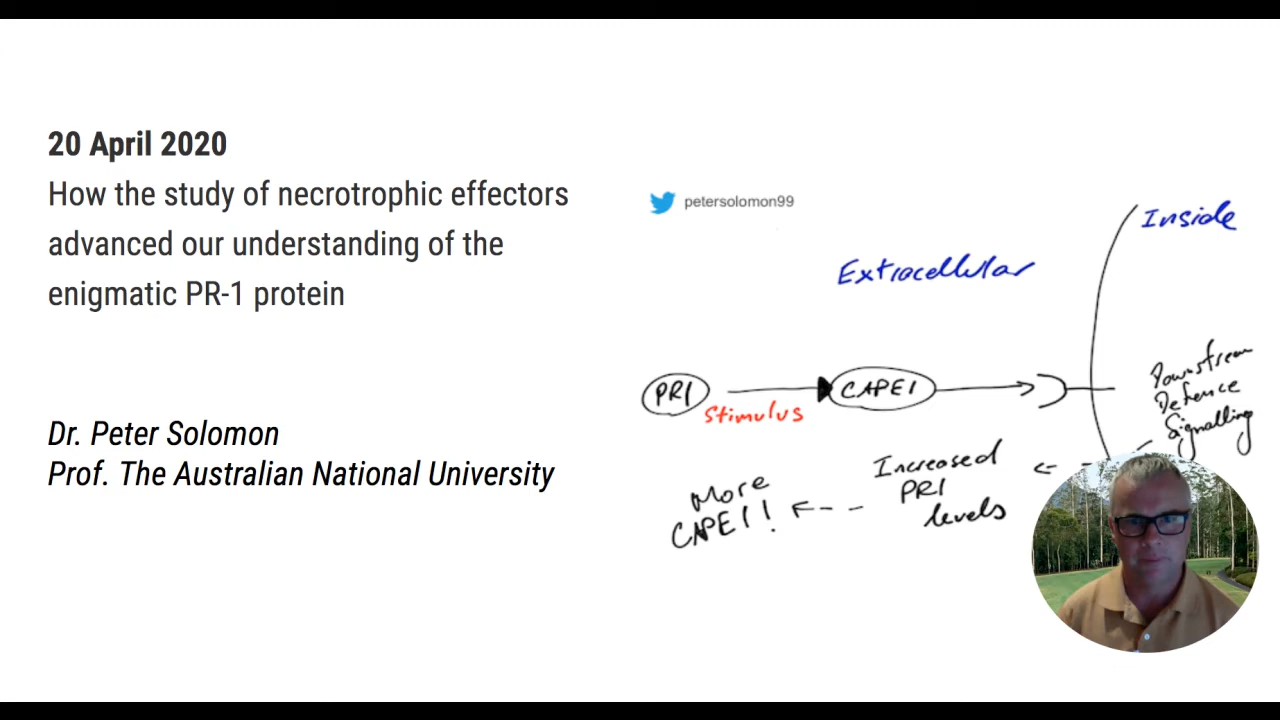 20 April 2020
How the study of necrotrophic effectors
advanced our understanding of the
enigmatic PR-1 protein
Dr. Peter Solomon
Prof. The Australian National University
petersolomon99
Inside
Extracellular
PR1
Stimulus
CAPE1
Downstream
Defence
Signalling
Increased
PR1
levels
More
CAPE1!